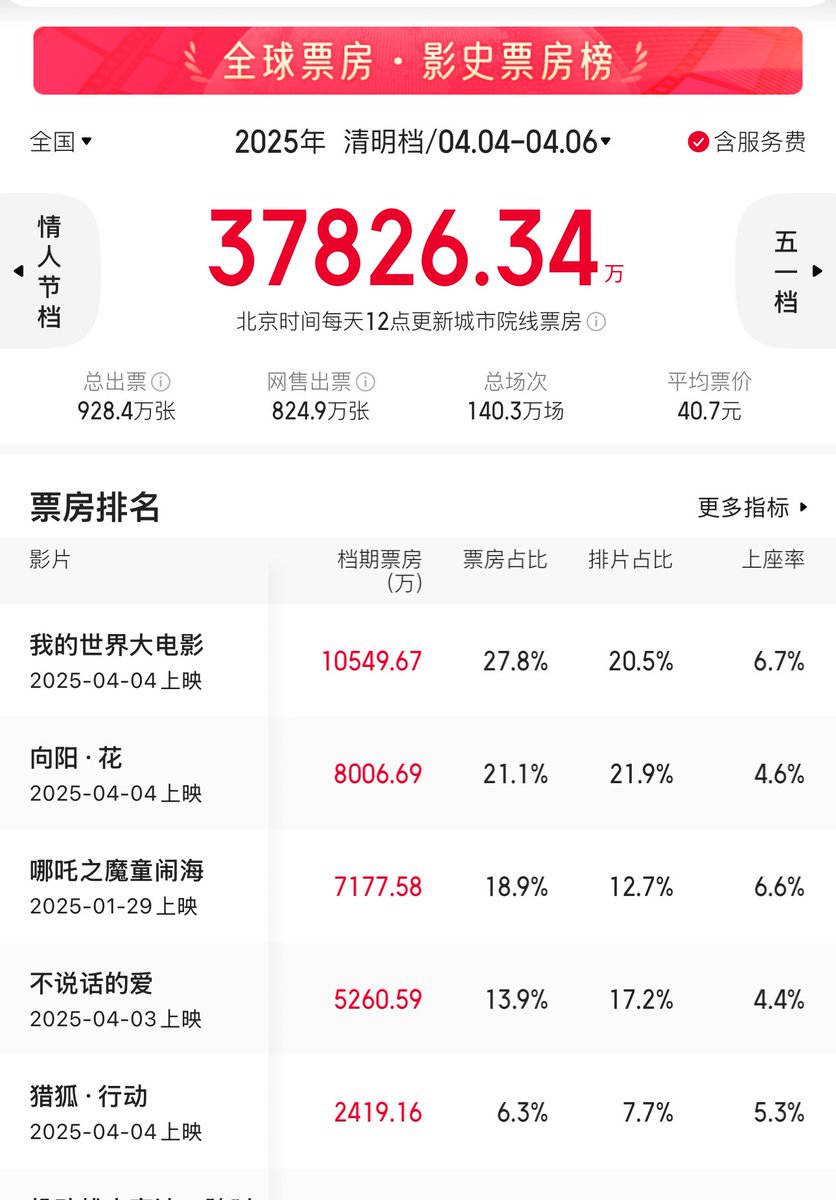 全球票房·影史票房榜
全国
2025年 清明档/04.04-04.06
含服务费
情人节档
37826.34万
五一档
北京时间每天12点更新城市院线票房
总出票 网售出票 总场次 平均票价
928.4万张 824.9万张 140.3万场 40.7元
票房排名 更多指标
影片 档期票房(万) 票房占比 排片占比 上座率
我的世界大电影
2025-04-04上映
10549.67 27.8% 20.5% 6.7%
向阳·花
2025-04-04上映
8006.69 21.1% 21.9% 4.6%
哪吒之魔童闹海
2025-01-29上映
7177.58 18.9% 12.7% 6.6%
不说话的爱
2025-04-03上映
5260.59 13.9% 17.2% 4.4%
猎狐·行动
2025-04-04上映
2419.16 6.3% 7.7% 5.3%